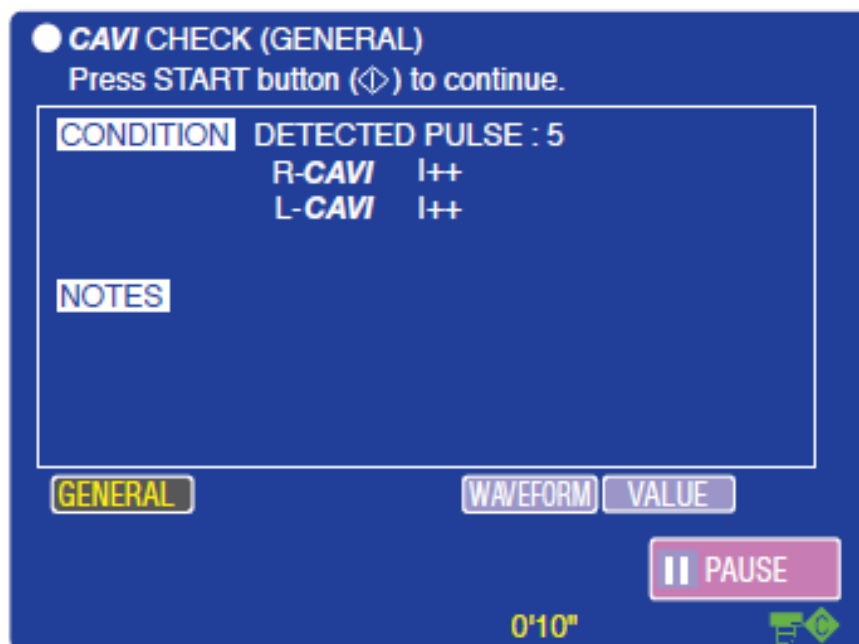 CAVI CHECK (GENERAL)
Press START button (◇) to continue.
CONDITION DETECTED PULSE : 5
R-CAVI I++
L-CAVI I++
NOTES
GENERAL WAVEFORM VALUE
PAUSE
0'10" C